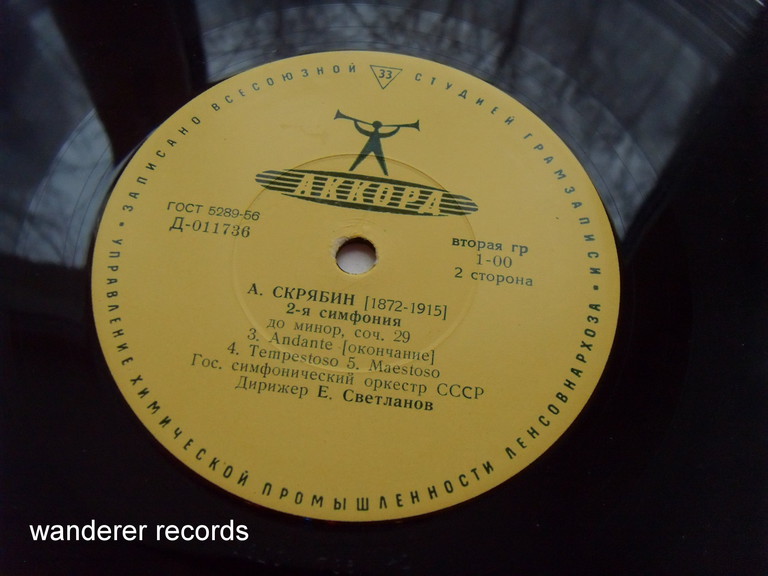 ЗАПИСАНО ВСЕСОЮЗНОЙ 33 СТУДИЕЙ ГРАМЗАПИСИ
АККОРД
ГОСТ 5289-56
Д-011736
вторая гр
1-00
2 сторона
А. СКРЯБИН [1872-1915]
2-я симфония
до минор, соч. 29
3. Andante [окончание]
4. Tempestoso 5. Maestoso
Гос. симфонический оркестр СССР
Дирижер Е. Светланов
• УПРАВЛЕНИЕ ХИМИЧЕСКОЙ ПРОМЫШЛЕННОСТИ ЛЕНСОВНАРХОЗА • И
wanderer records